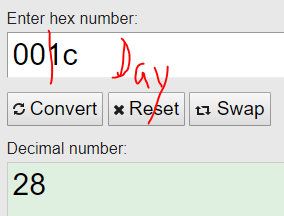 Enter hex number:
001c
Day
Convert Reset Swap
Decimal number:
28